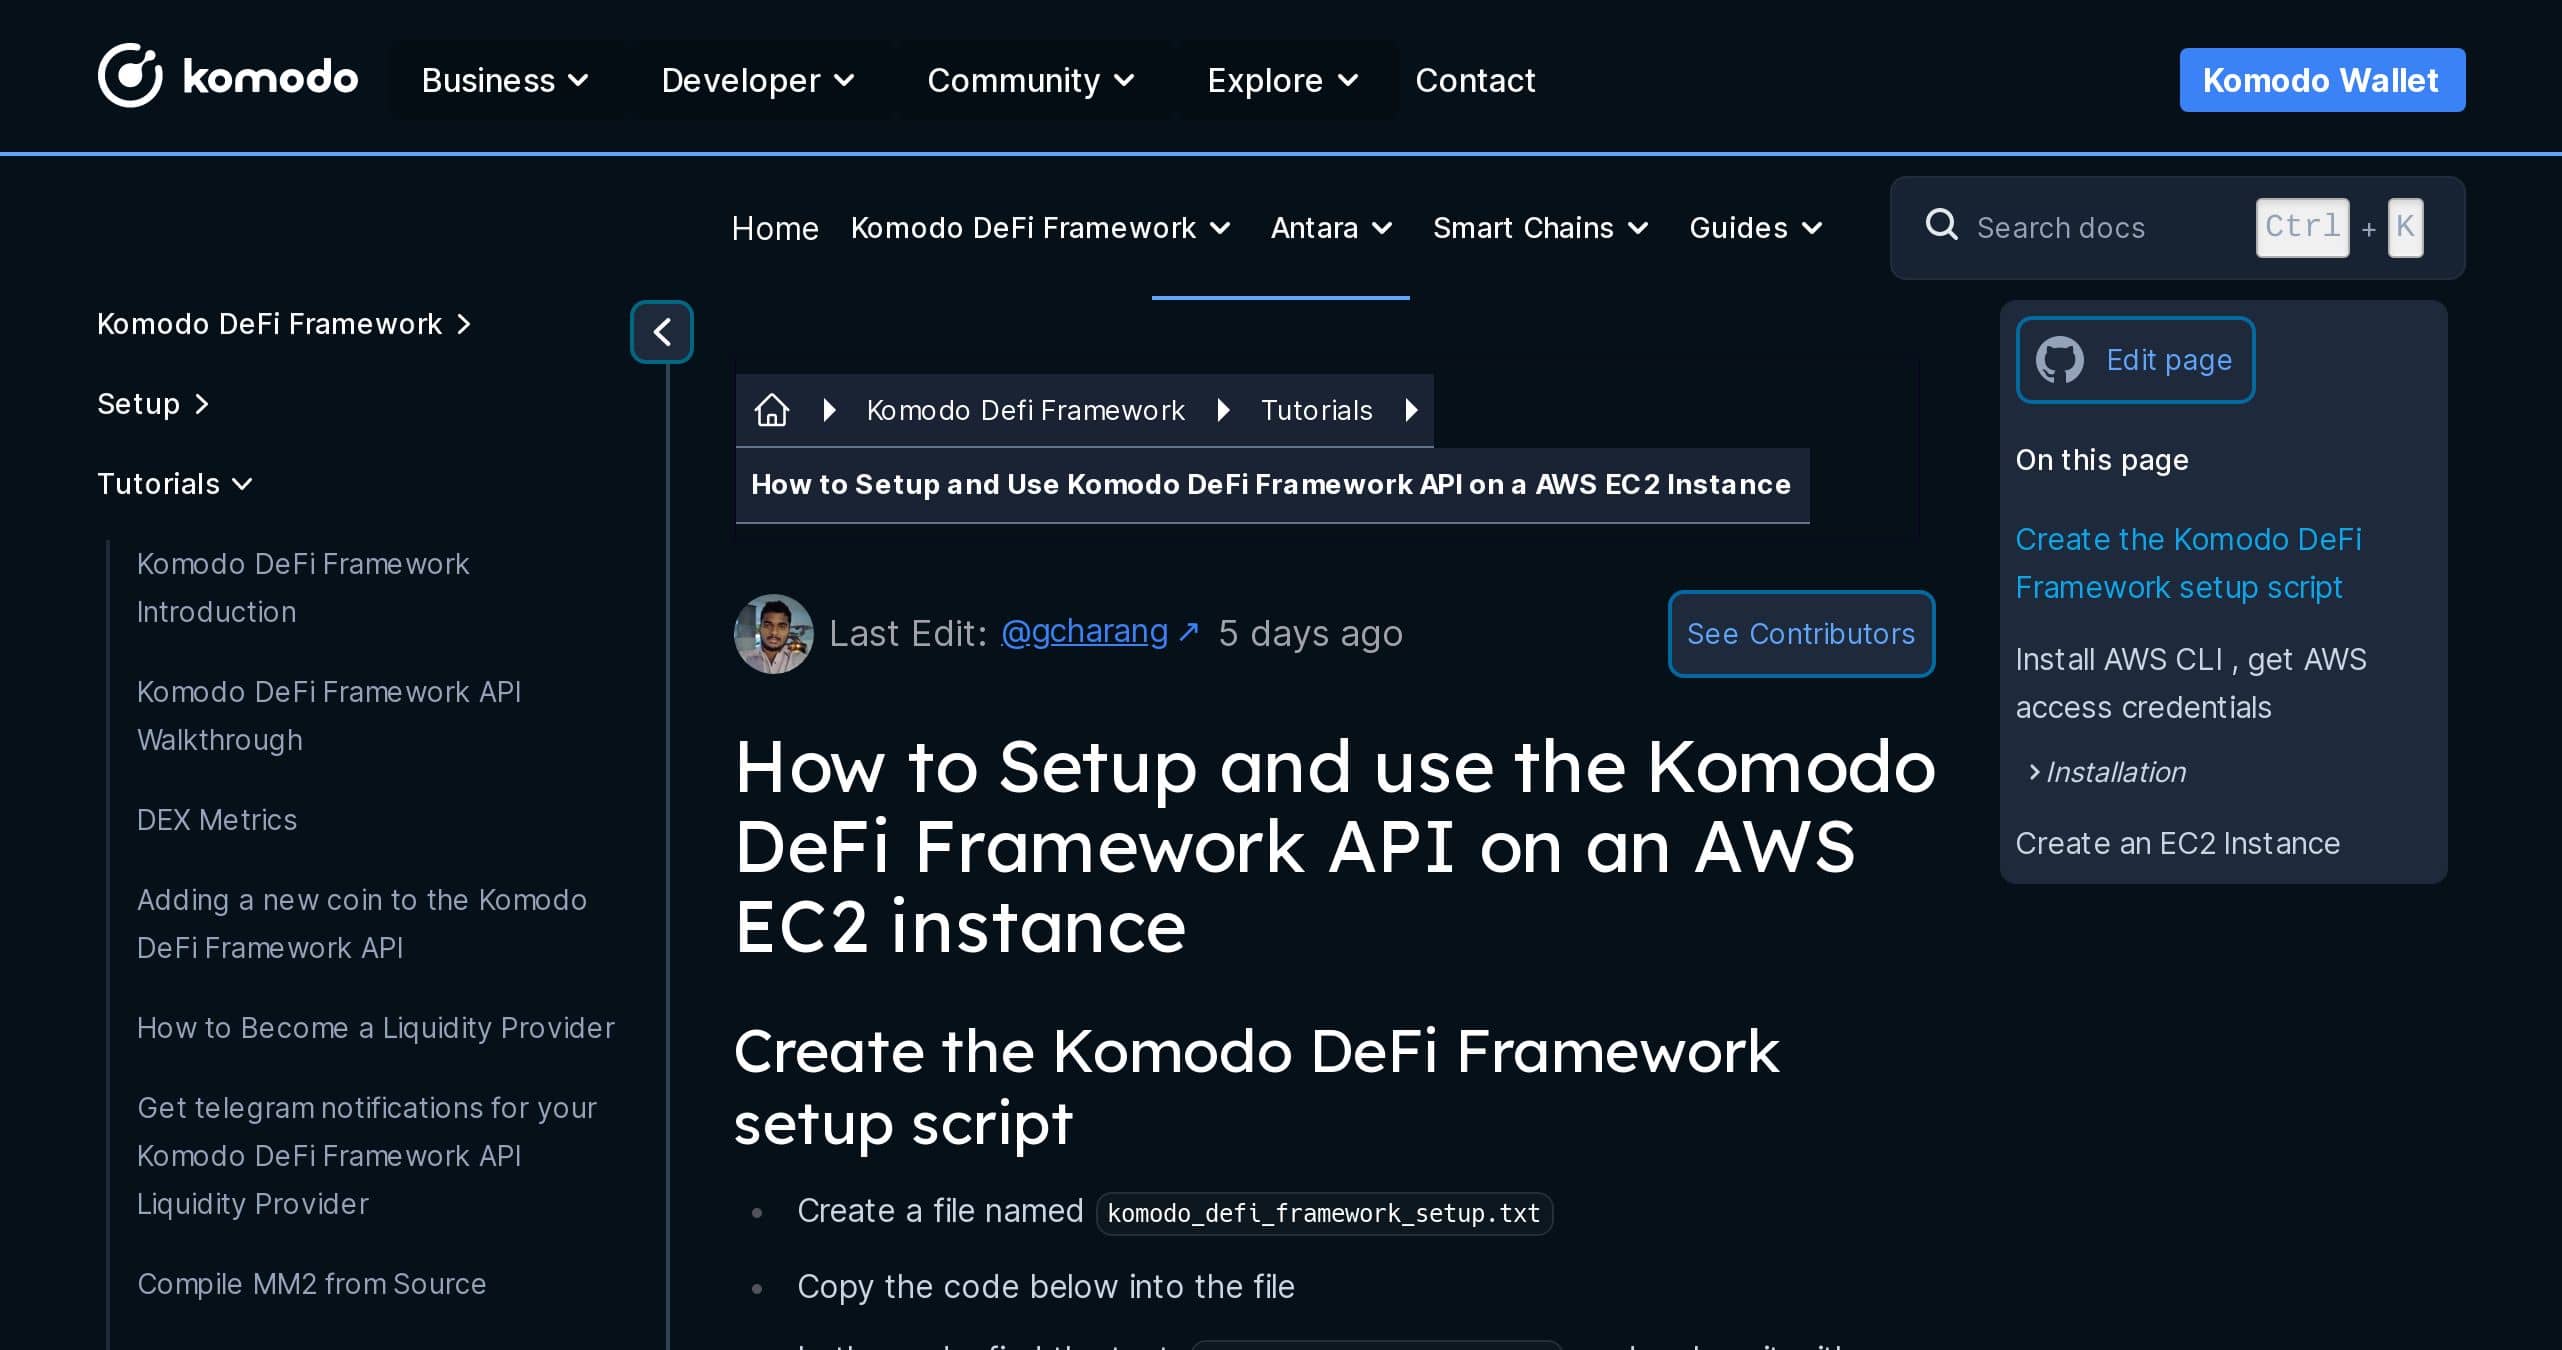 komodo
Business
Developer
Community
Explore
Contact
Komodo Wallet
Home
Komodo DeFi Framework
Antara
Smart Chains
Guides
Search docs
Ctrl + K
Komodo DeFi Framework
Setup
Tutorials
Komodo DeFi Framework
Introduction
Komodo DeFi Framework API
Walkthrough
DEX Metrics
Adding a new coin to the Komodo
DeFi Framework API
How to Become a Liquidity Provider
Get telegram notifications for your
Komodo DeFi Framework API
Liquidity Provider
Compile MM2 from Source
Komodo Defi Framework
Tutorials
How to Setup and Use Komodo DeFi Framework API on a AWS EC2 Instance
Last Edit: @gcharang ↗ 5 days ago
See Contributors
How to Setup and use the Komodo
DeFi Framework API on an AWS
EC2 instance
Create the Komodo DeFi Framework
setup script
• Create a file named komodo_defi_framework_setup.txt
• Copy the code below into the file
Edit page
On this page
Create the Komodo DeFi
Framework setup script
Install AWS CLI , get AWS
access credentials
Installation
Create an EC2 Instance